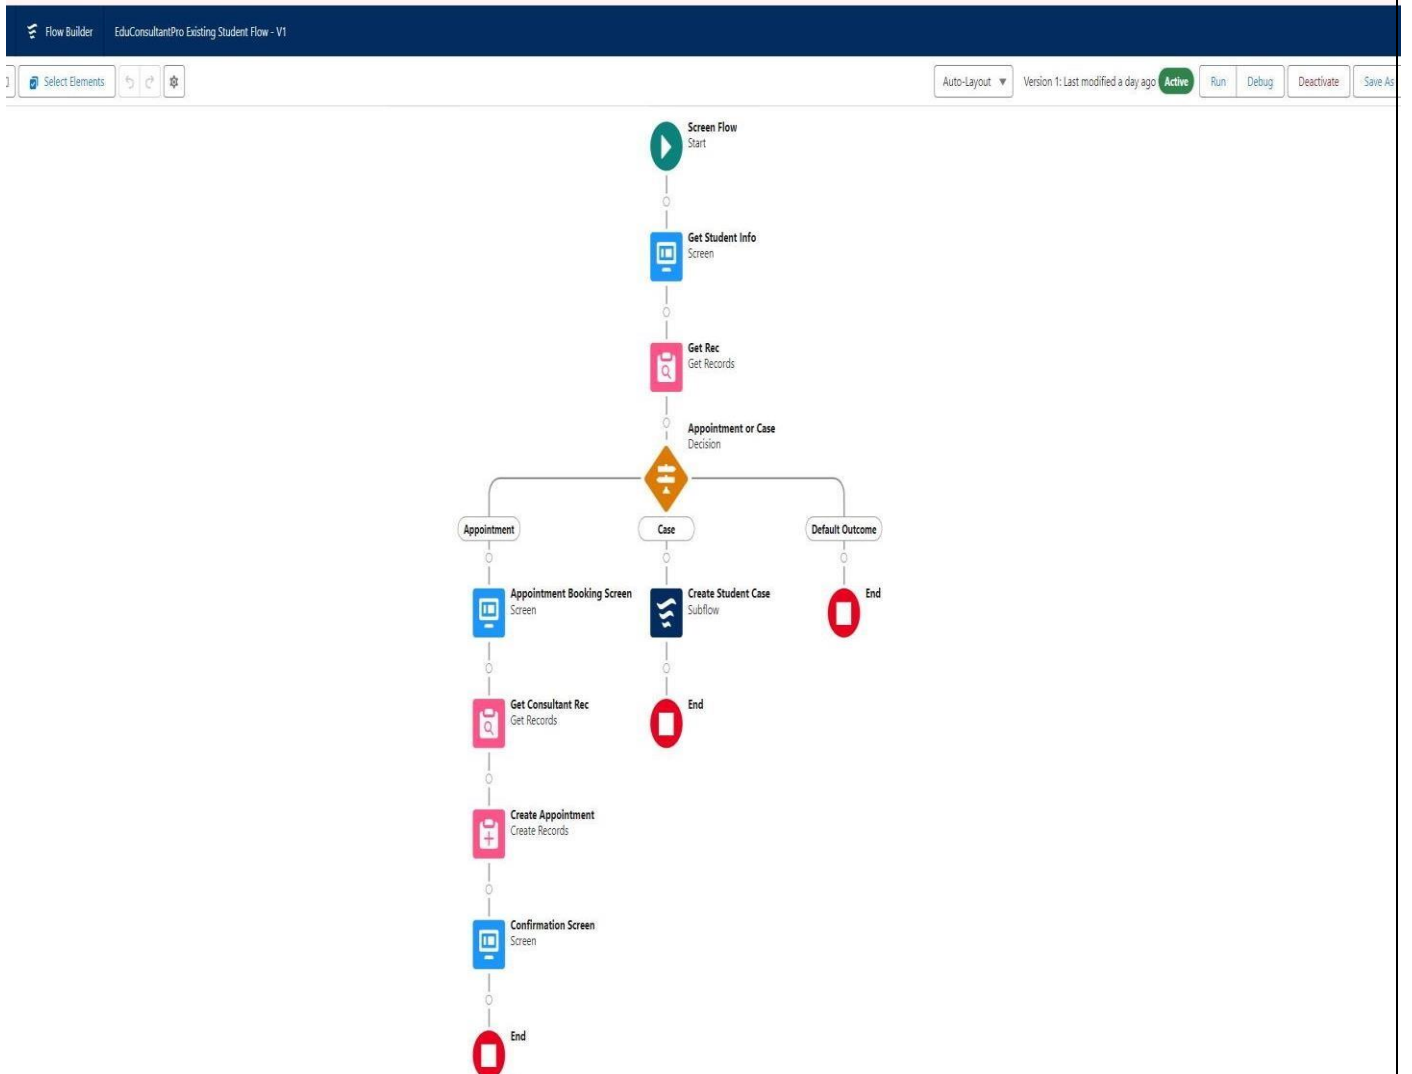 Flow Builder EduConsultantPro Existing Student Flow - V1
Select Elements Auto-Layout Version 1: Last modified a day ago Active Run Debug Deactivate Save As
Screen Flow
Start
Get Student Info
Screen
Get Rec
Get Records
Appointment or Case
Decision
Appointment Case Default Outcome
Appointment Booking Screen
Screen
Create Student Case
Subflow
End
Get Consultant Rec
Get Records
End
Create Appointment
Create Records
Confirmation Screen
Screen
End